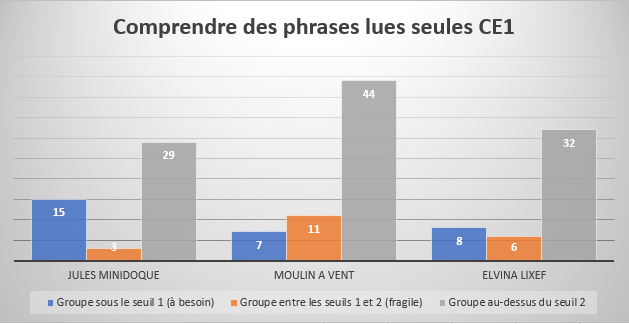 Comprendre des phrases lues seules CE1
15
3
29
7
11
44
8
6
32
JULES MINIDOQUE
MOULIN A VENT
ELVINA LIXEF
Groupe sous le seuil 1 (à besoin)
Groupe entre les seuils 1 et 2 (fragile)
Groupe au-dessus du seuil 2